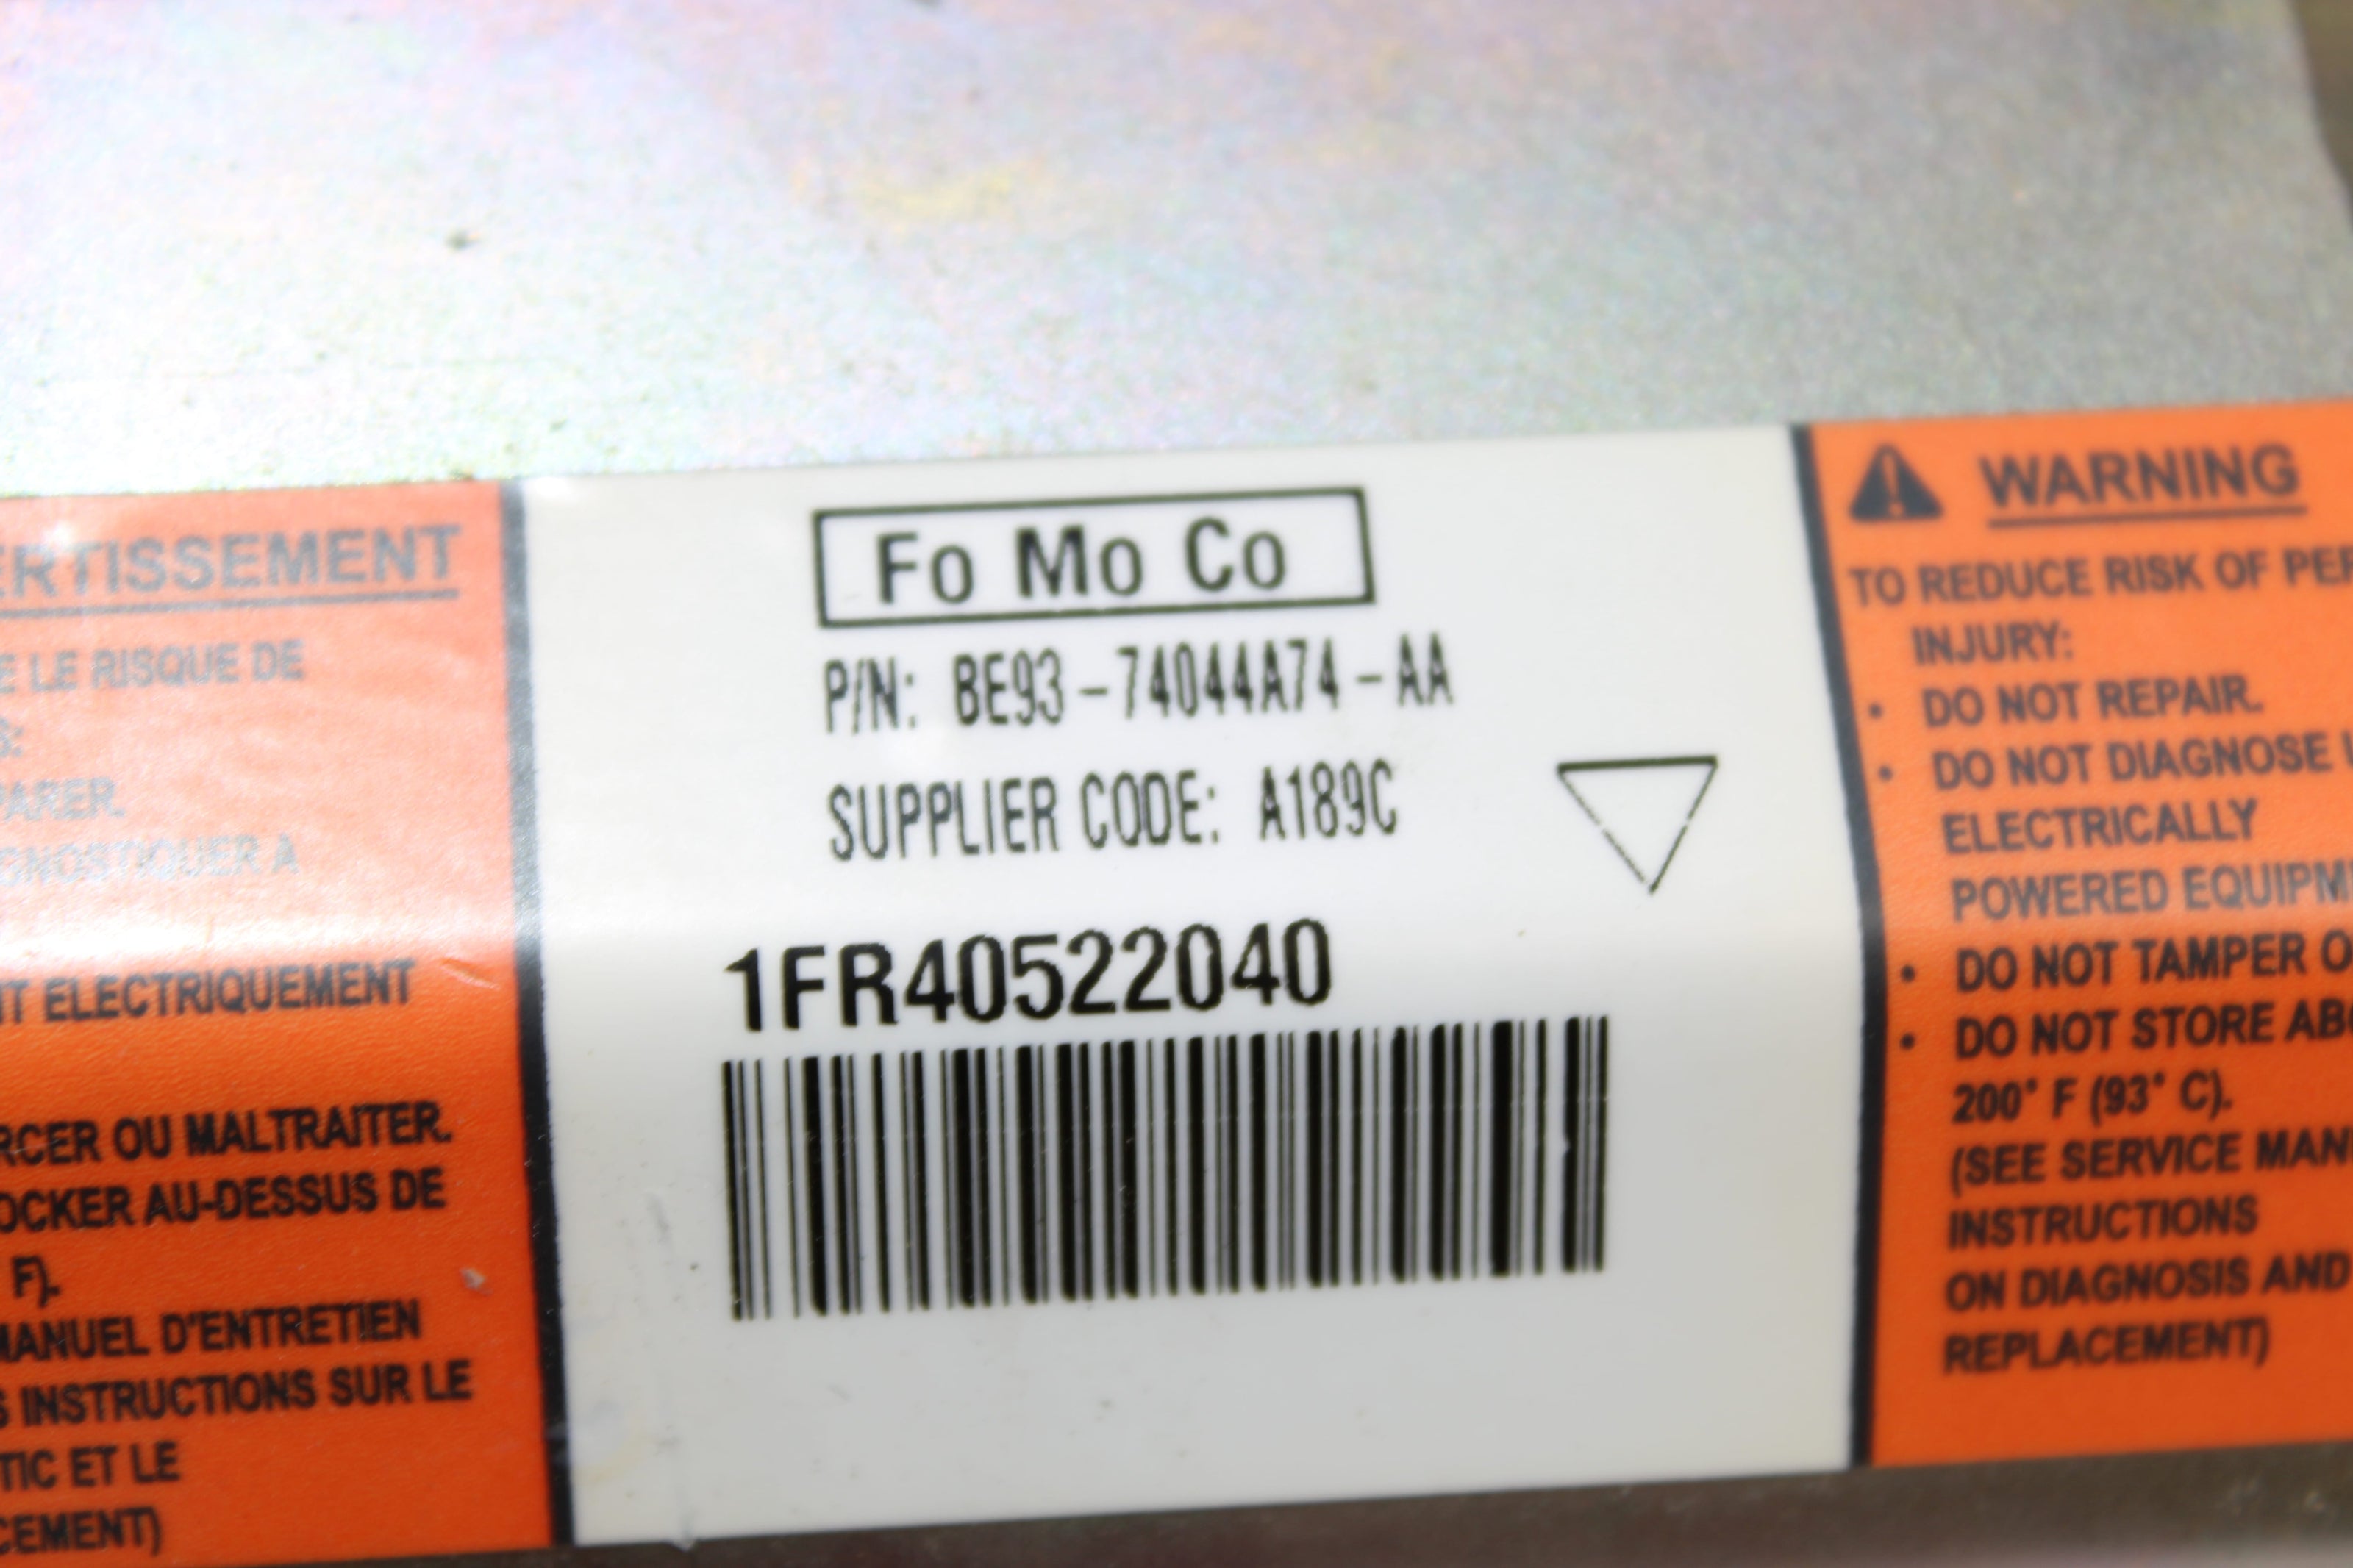 ERTISSEMENT
E LE RISQUE DE
S:
PARER.
GNOSTIQUER A
NT ELECTRIQUEMENT
RCER OU MALTRAITER.
OCKER AU-DESSUS DE
F).
MANUEL D'ENTRETIEN
S INSTRUCTIONS SUR LE
TIC ET LE
CEMENT)
Fo Mo Co
P/N: BE93-74044A74-AA
SUPPLIER CODE: A189C
1FR40522040
WARNING
TO REDUCE RISK OF PER
INJURY:
• DO NOT REPAIR.
• DO NOT DIAGNOSE U
ELECTRICALLY
POWERED EQUIPM
• DO NOT TAMPER O
• DO NOT STORE ABO
200° F (93° C).
(SEE SERVICE MAN
INSTRUCTIONS
ON DIAGNOSIS AND
REPLACEMENT)